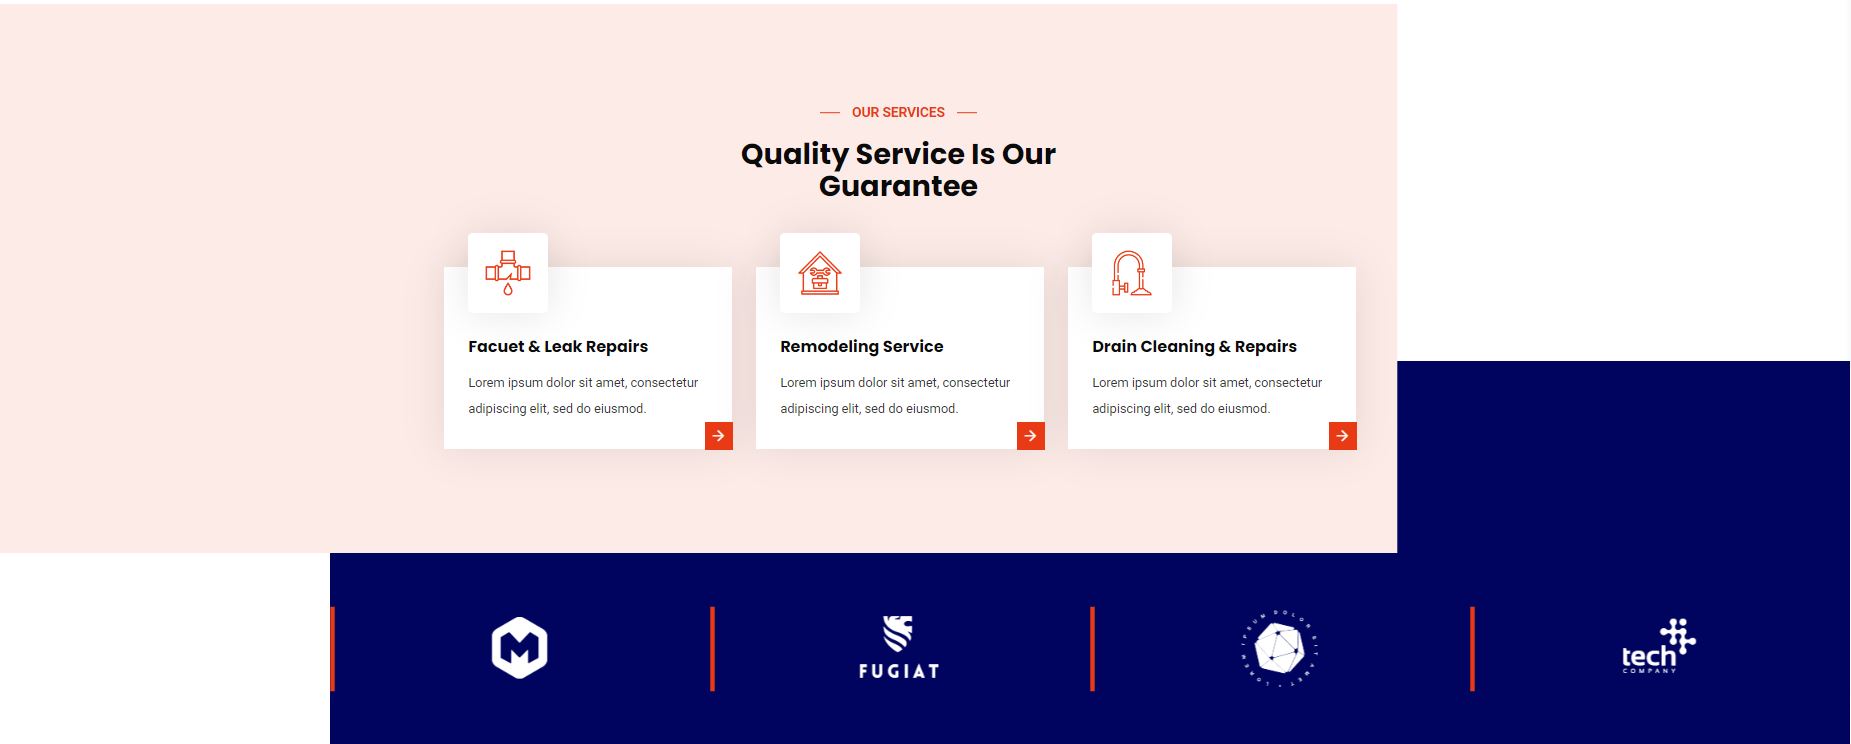 OUR SERVICES
Quality Service Is Our
Guarantee
Facuet & Leak Repairs
Lorem ipsum dolor sit amet, consectetur
adipiscing elit, sed do eiusmod.
Remodeling Service
Lorem ipsum dolor sit amet, consectetur
adipiscing elit, sed do eiusmod.
Drain Cleaning & Repairs
Lorem ipsum dolor sit amet, consectetur
adipiscing elit, sed do eiusmod.
M
FUGIAT
LOREM IPSUM DOLOR SIT AMET
tech
COMPANY